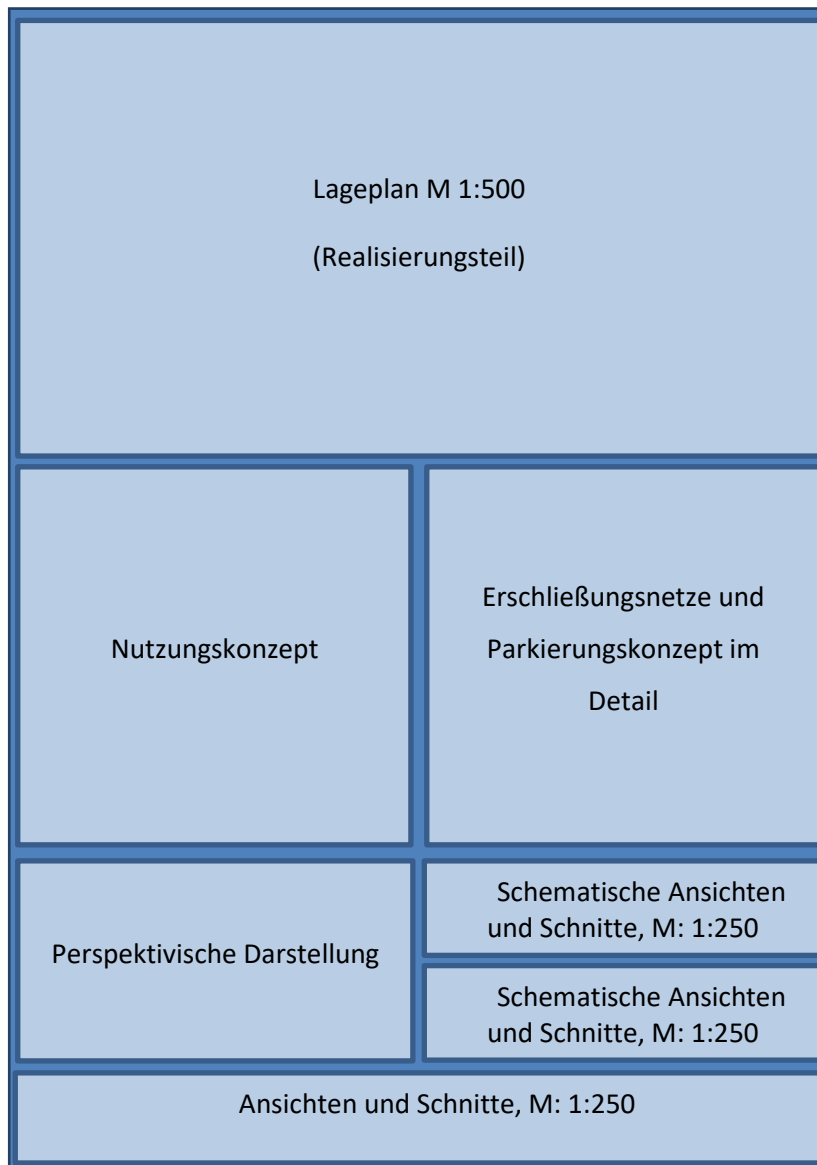 Lageplan M 1:500
(Realisierungsteil)
Nutzungskonzept
Erschließungsnetze und
Parkierungskonzept im
Detail
Perspektivische Darstellung
Schematische Ansichten
und Schnitte, M: 1:250
Schematische Ansichten
und Schnitte, M: 1:250
Ansichten und Schnitte, M: 1:250